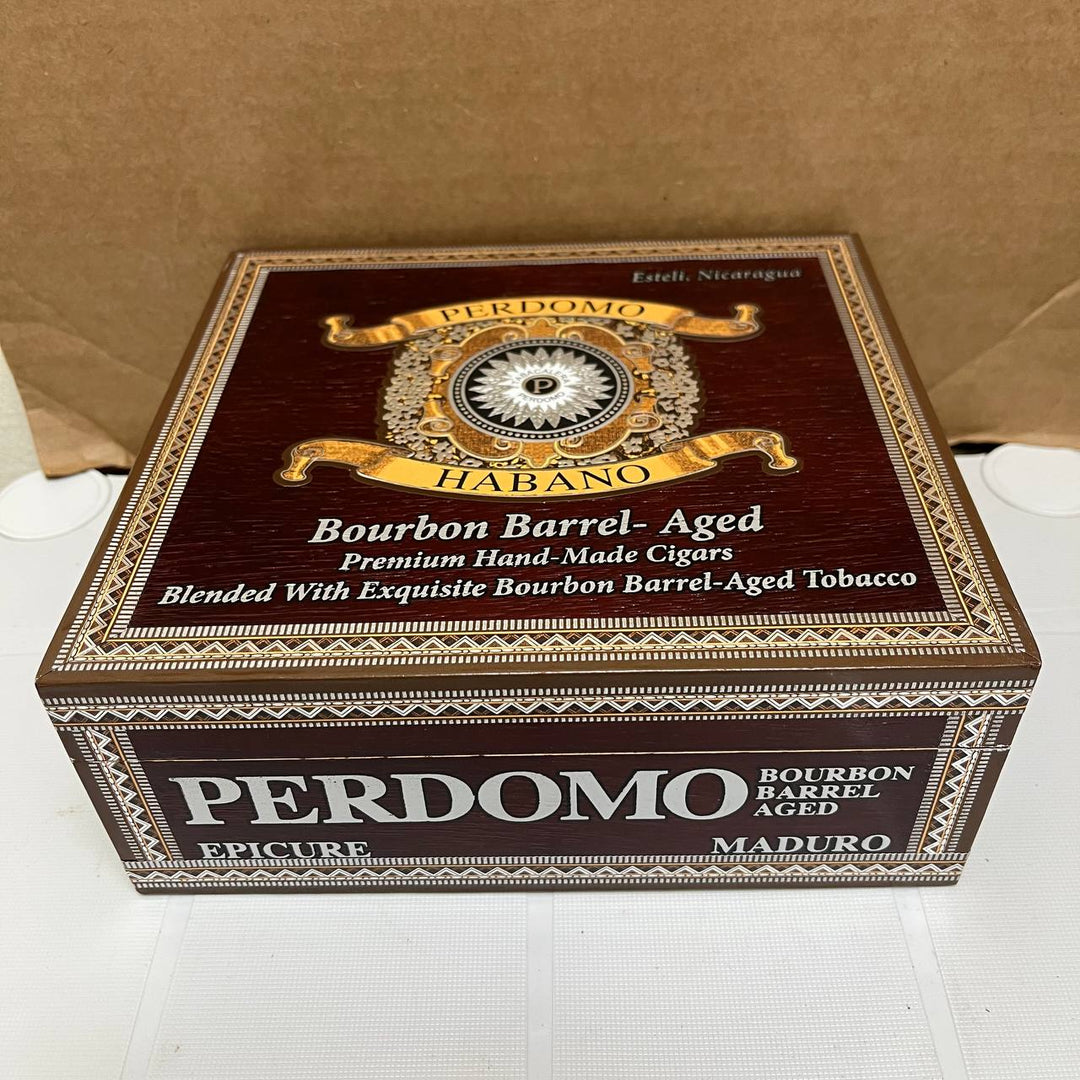 Esteli, Nicaragua
PERDOMO
P
PERDOMO
HABANO
Bourbon Barrel- Aged
Premium Hand-Made Cigars
Blended With Exquisite Bourbon Barrel-Aged Tobacco
PERDOMO
BOURBON
BARREL
AGED
EPICURE
MADURO